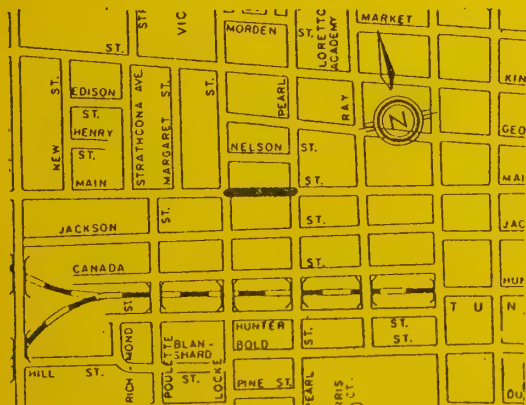 ST.
VIC
MORDEN
ST.
LORETTO
ACADEMY
MARKET
ST.
KIN
NEW ST.
EDISON
ST.
HENRY
ST.
MAIN
STRATHCONA AVE.
MARGARET ST.
ST.
PEARL
NELSON
ST.
RAY
N
GEO
ST.
MAI
JACKSON
ST.
ST.
JAC
CANADA
ST.
HUN
ST.
T U N
RICH-MOND
POULETTE
BLAN-
SHARD
ST.
LOCKE
HUNTER
BOLD
ST.
ST.
ST.
HILL ST.
PINE ST.
PEARL